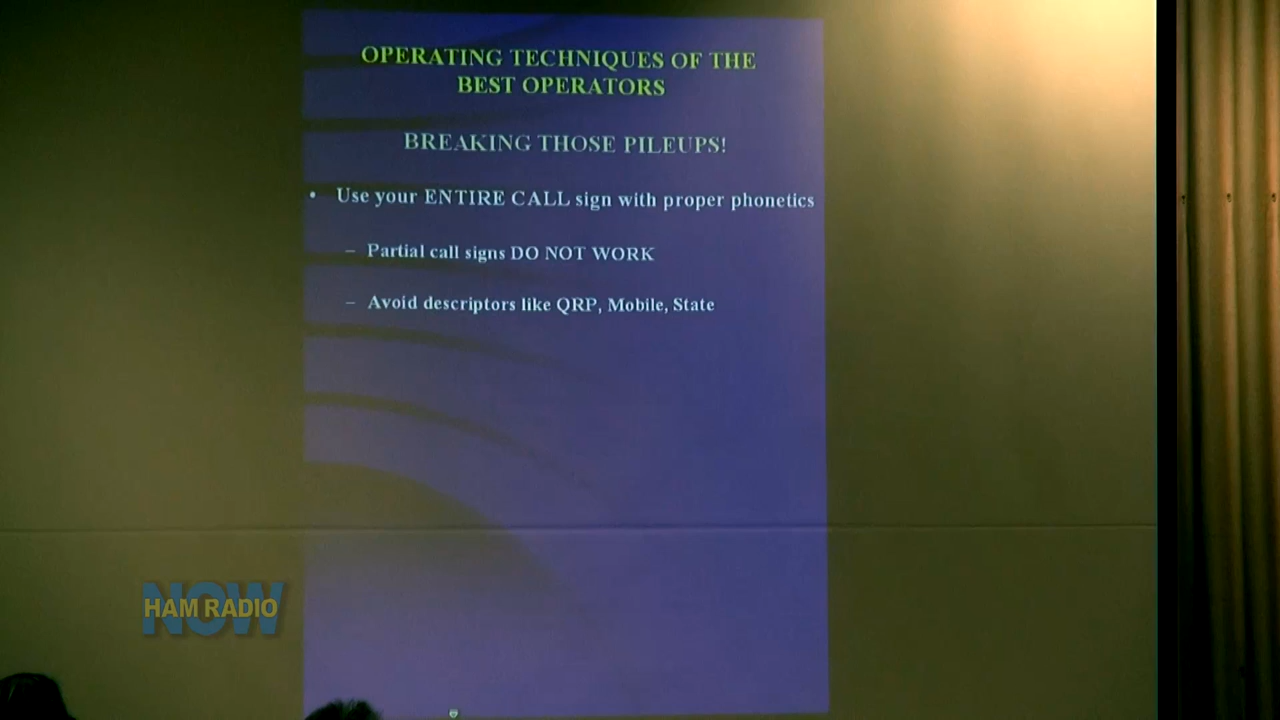 OPERATING TECHNIQUES OF THE
BEST OPERATORS
BREAKING THOSE PILEUPS!
• Use your ENTIRE CALL sign with proper phonetics
– Partial call signs DO NOT WORK
– Avoid descriptors like QRP, Mobile, State
HAM RADIO
NOW